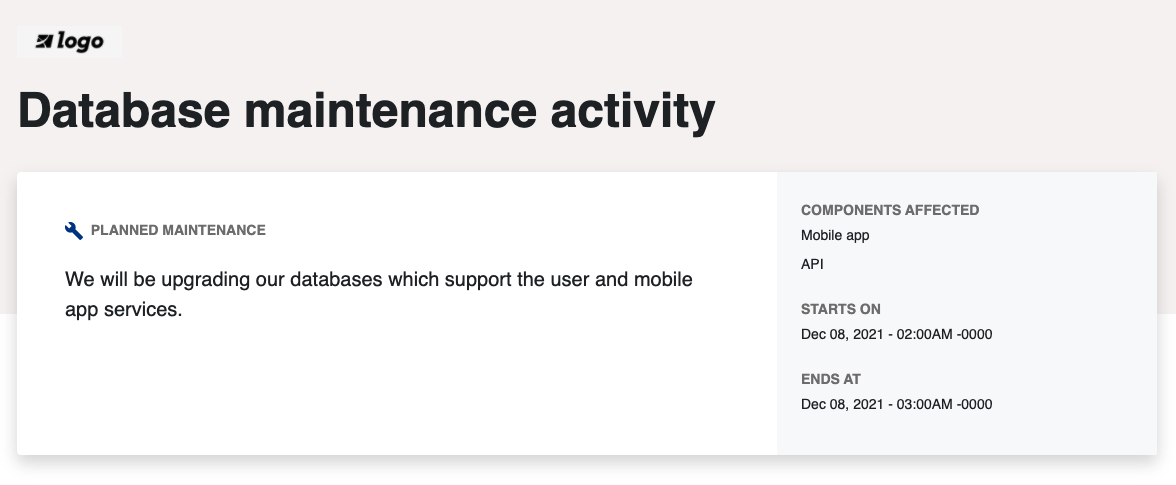 logo
Database maintenance activity
PLANNED MAINTENANCE
We will be upgrading our databases which support the user and mobile
app services.
COMPONENTS AFFECTED
Mobile app
API
STARTS ON
Dec 08, 2021 - 02:00AM -0000
ENDS AT
Dec 08, 2021 - 03:00AM -0000